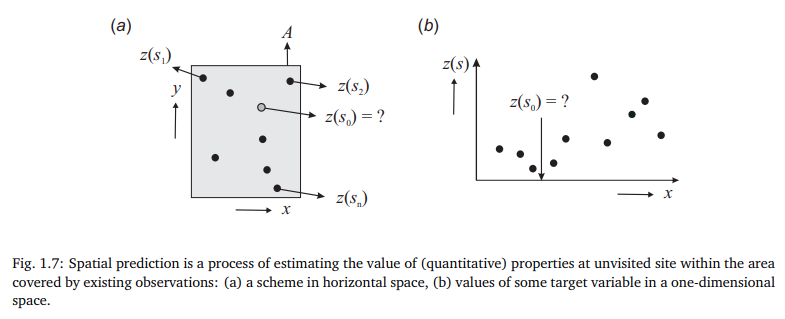 (a)
A
z(s₁)
y
z(s₂)
z(s₀) = ?
z(sₙ)
x
(b)
z(s)
z(s₀) = ?
x
Fig. 1.7: Spatial prediction is a process of estimating the value of (quantitative) properties at unvisited site within the area
covered by existing observations: (a) a scheme in horizontal space, (b) values of some target variable in a one-dimensional
space.